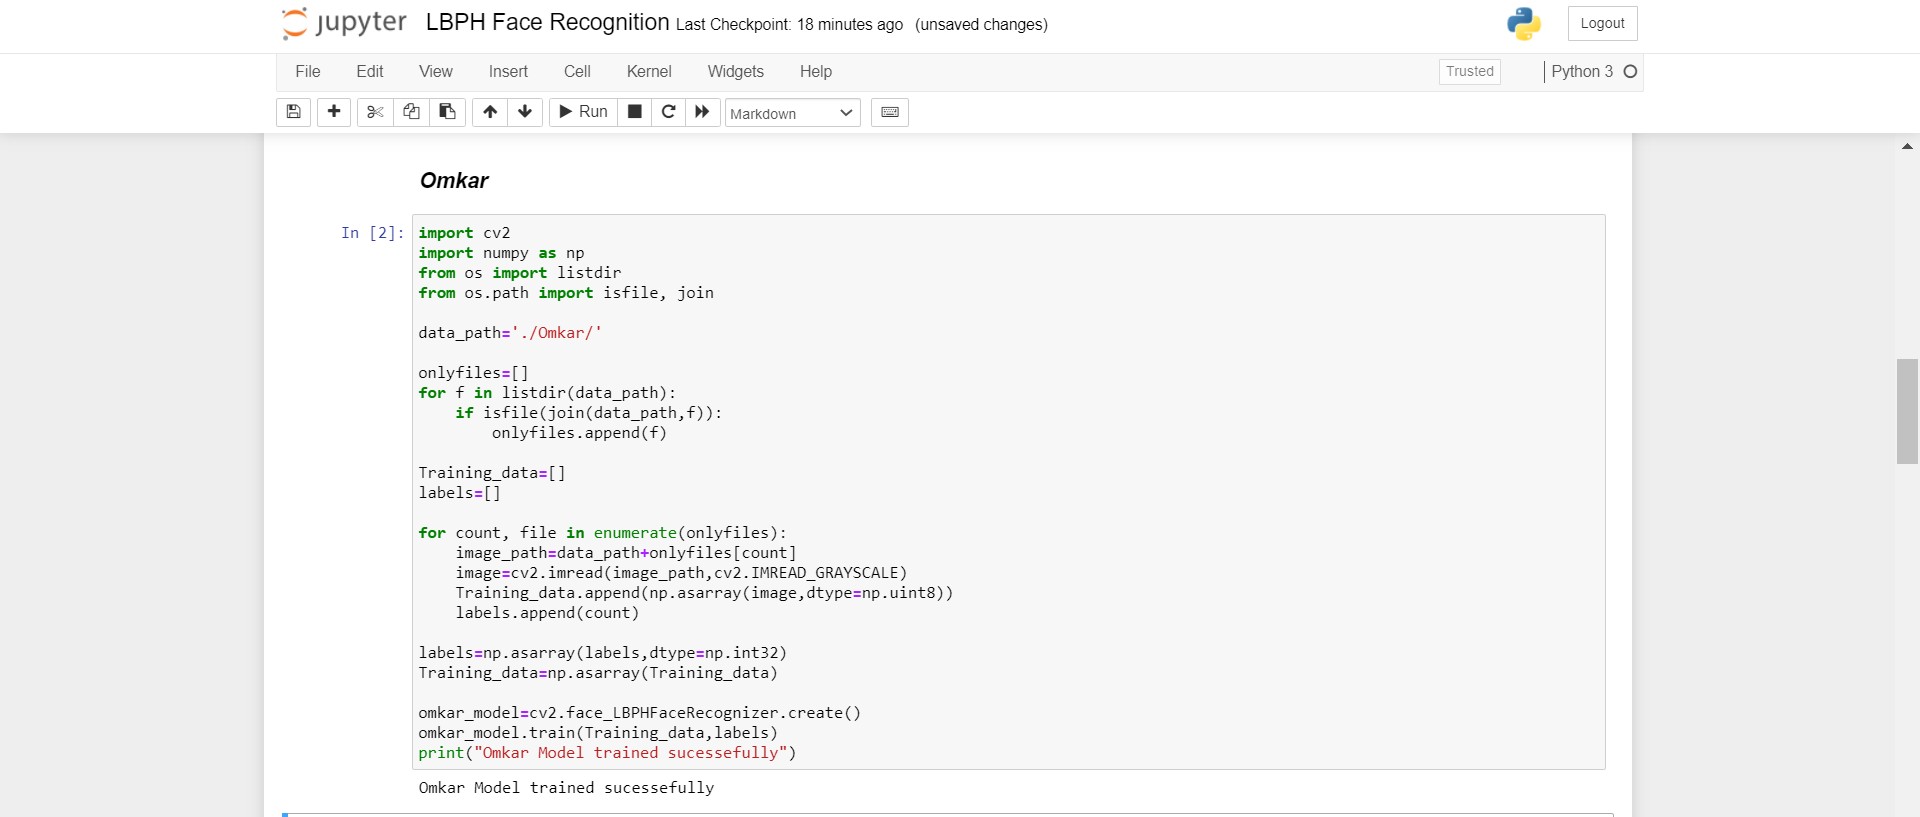 jupyter LBPH Face Recognition Last Checkpoint: 18 minutes ago (unsaved changes) Logout
File Edit View Insert Cell Kernel Widgets Help Trusted Python 3
Run Markdown
Omkar
In [2]:
import cv2
import numpy as np
from os import listdir
from os.path import isfile, join
data_path='./Omkar/'
onlyfiles=[]
for f in listdir(data_path):
    if isfile(join(data_path,f)):
        onlyfiles.append(f)
Training_data=[]
labels=[]
for count, file in enumerate(onlyfiles):
    image_path=data_path+onlyfiles[count]
    image=cv2.imread(image_path,cv2.IMREAD_GRAYSCALE)
    Training_data.append(np.asarray(image,dtype=np.uint8))
    labels.append(count)
labels=np.asarray(labels,dtype=np.int32)
Training_data=np.asarray(Training_data)
omkar_model=cv2.face_LBPHFaceRecognizer.create()
omkar_model.train(Training_data,labels)
print("Omkar Model trained sucessefully")
Omkar Model trained sucessefully